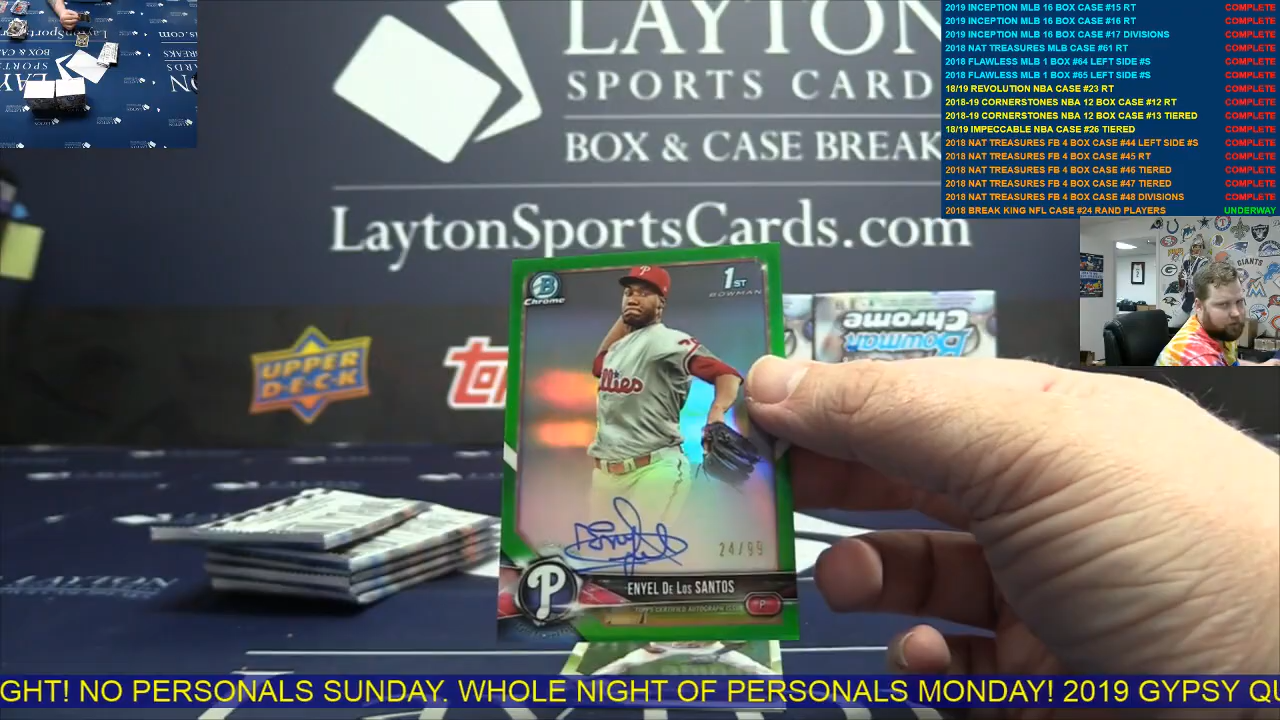 2019 INCEPTION MLB 16 BOX CASE #15 RT COMPLETE
2019 INCEPTION MLB 16 BOX CASE #16 RT COMPLETE
2019 INCEPTION MLB 16 BOX CASE #17 DIVISIONS COMPLETE
2018 NAT TREASURES MLB CASE #61 RT COMPLETE
2018 FLAWLESS MLB 1 BOX #64 LEFT SIDE #S COMPLETE
2018 FLAWLESS MLB 1 BOX #65 LEFT SIDE #S COMPLETE
18/19 REVOLUTION NBA CASE #23 RT COMPLETE
2018-19 CORNERSTONES NBA 12 BOX CASE #12 RT COMPLETE
2018-19 CORNERSTONES NBA 12 BOX CASE #13 TIERED COMPLETE
18/19 IMPECCABLE NBA CASE #26 TIERED COMPLETE
2018 NAT TREASURES FB 4 BOX CASE #44 LEFT SIDE #S COMPLETE
2018 NAT TREASURES FB 4 BOX CASE #45 RT COMPLETE
2018 NAT TREASURES FB 4 BOX CASE #46 TIERED COMPLETE
2018 NAT TREASURES FB 4 BOX CASE #47 TIERED COMPLETE
2018 NAT TREASURES FB 4 BOX CASE #48 DIVISIONS COMPLETE
2018 BREAK KING NFL CASE #24 RAND PLAYERS UNDERWAY
LAYTON
SPORTS CARD
BOX & CASE BREAK
LaytonSportsCards.com
UPPER
DECK
to
Bowman
Chrome
GIANTS
B
Chrome
1ST
BOWMAN
P
Phillies
24/99
P
ENYEL DE LOS SANTOS
TOPPS CERTIFIED AUTOGRAPH ISSUE
P
LAYTON
GHT! NO PERSONALS SUNDAY. WHOLE NIGHT OF PERSONALS MONDAY! 2019 GYPSY QU